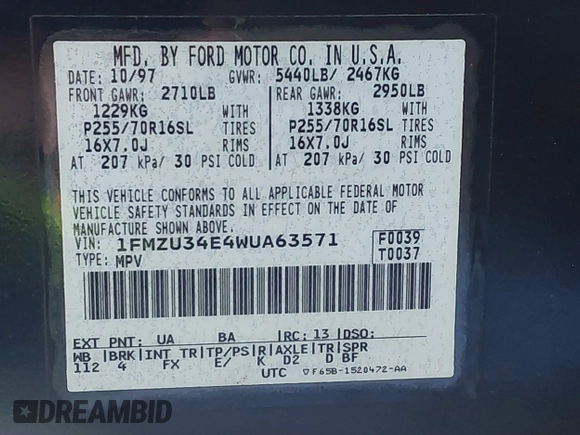 MFD. BY FORD MOTOR CO. IN U.S.A.
DATE: 10/97 GVWR: 5440LB/ 2467KG
FRONT GAWR: 2710LB REAR GAWR: 2950LB
1229KG WITH 1338KG WITH
P255/70R16SL TIRES P255/70R16SL TIRES
16X7.0J RIMS 16X7.0J RIMS
AT 207 kPa/ 30 PSI COLD AT 207 kPa/ 30 PSI COLD
THIS VEHICLE CONFORMS TO ALL APPLICABLE FEDERAL MOTOR
VEHICLE SAFETY STANDARDS IN EFFECT ON THE DATE OF
MANUFACTURE SHOWN ABOVE.
VIN: 1FMZU34E4WUA63571 F0039
TYPE: MPV T0037
EXT PNT: UA BA RC: 13 DSO:
WB BRK INT TR TP/PS R AXLE TR SPR
112 4 FX E/ K D2 D BF
UTC ▽F65B-1520472-AA
DREAMBID